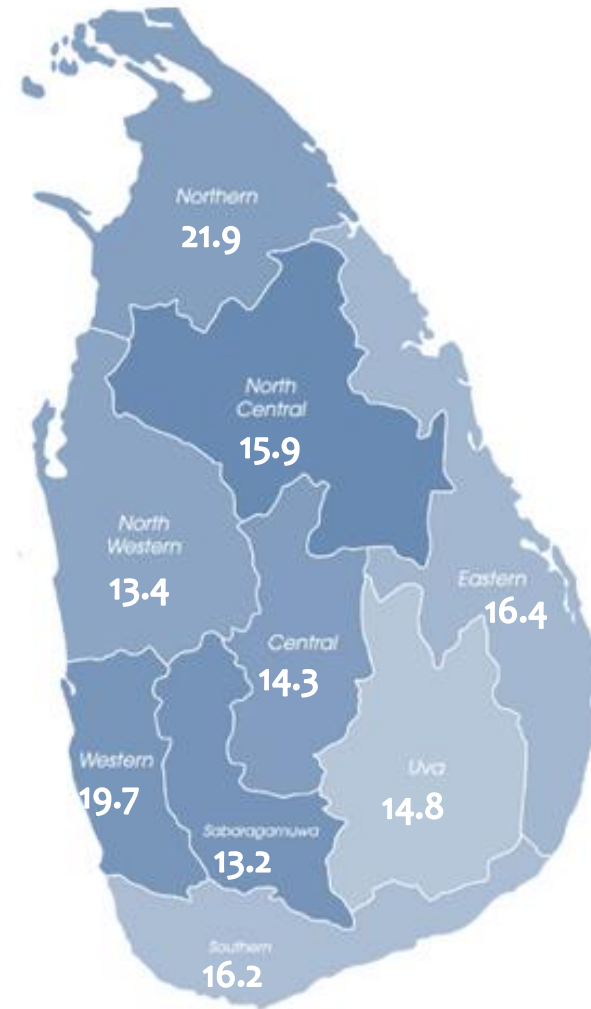 Northern
21.9
North
Central
15.9
North
Western
13.4
Eastern
16.4
Central
14.3
Western
19.7
Uva
14.8
Sabaragamuwa
13.2
Southern
16.2